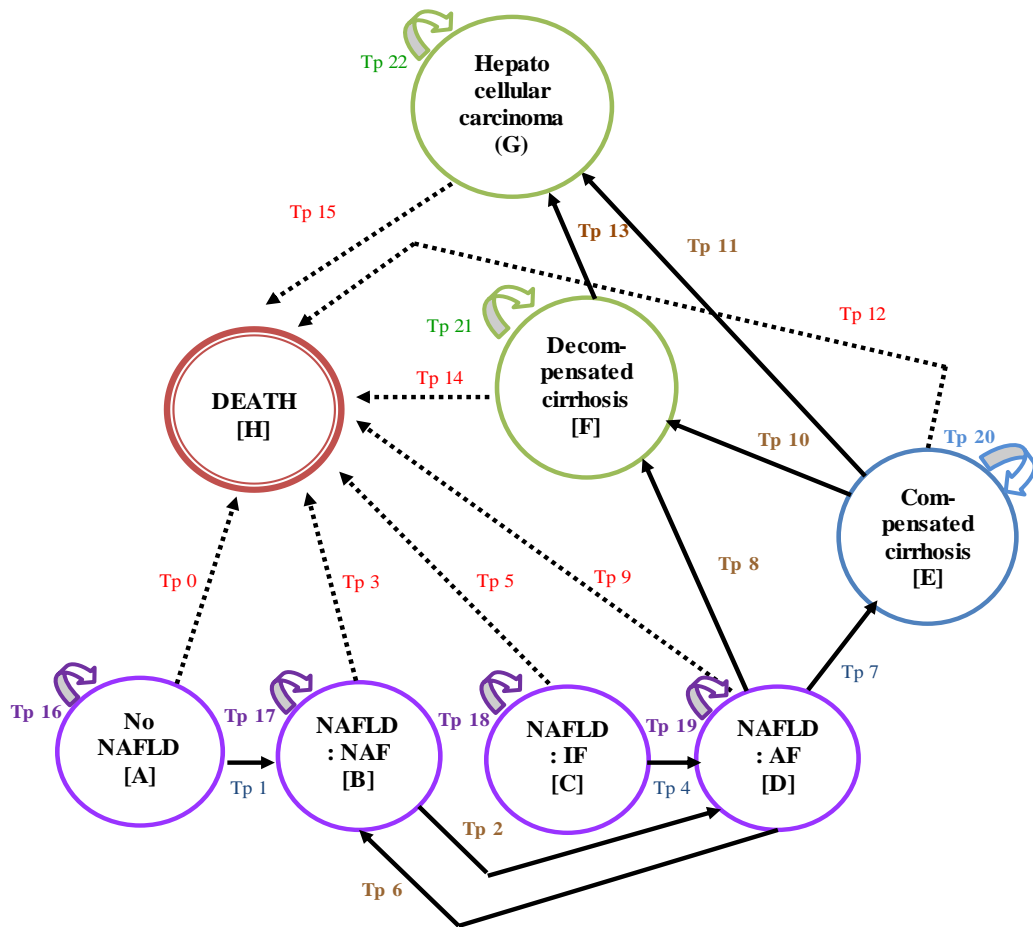 Tp 22
Hepato
cellular
carcinoma
(G)
Tp 15
Tp 13
Tp 11
Tp 12
Tp 21
Decom-
pensated
cirrhosis
[F]
Tp 14
DEATH
[H]
Tp 10
Tp 20
Com-
pensated
cirrhosis
[E]
Tp 0
Tp 3
Tp 5
Tp 9
Tp 8
Tp 7
Tp 16
No
NAFLD
[A]
Tp 1
Tp 17
NAFLD
: NAF
[B]
Tp 18
NAFLD
: IF
[C]
Tp 4
Tp 19
NAFLD
: AF
[D]
Tp 2
Tp 6